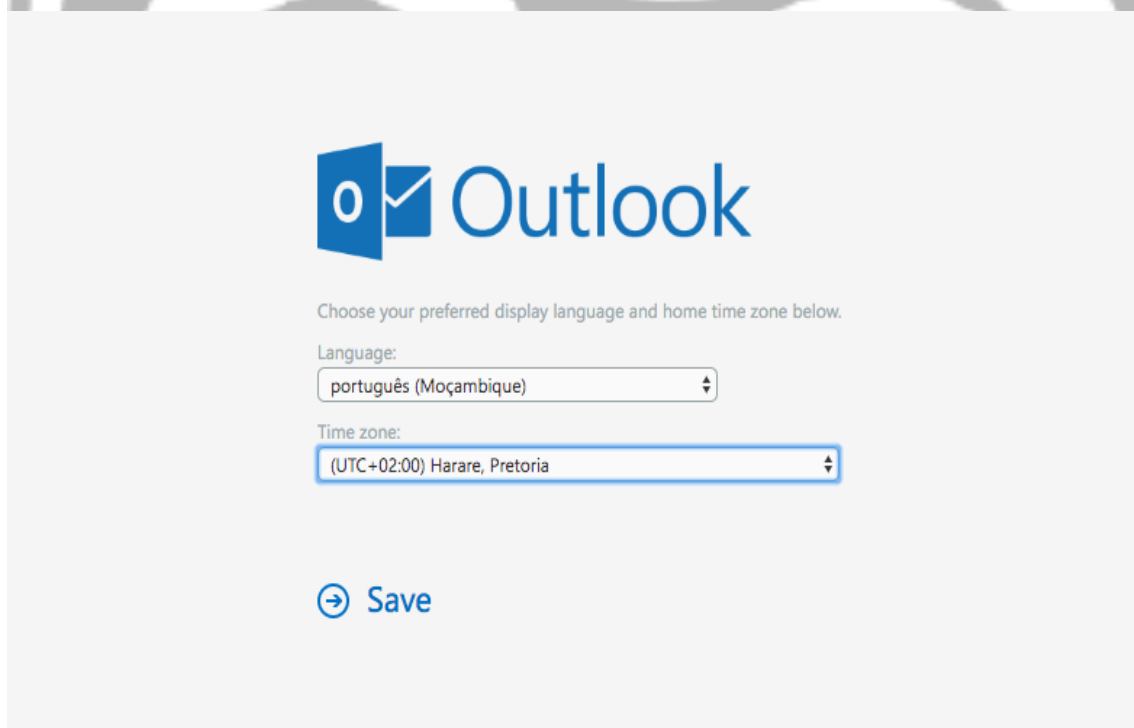 Outlook
Choose your preferred display language and home time zone below.
Language:
português (Moçambique)
Time zone:
(UTC+02:00) Harare, Pretoria
Save